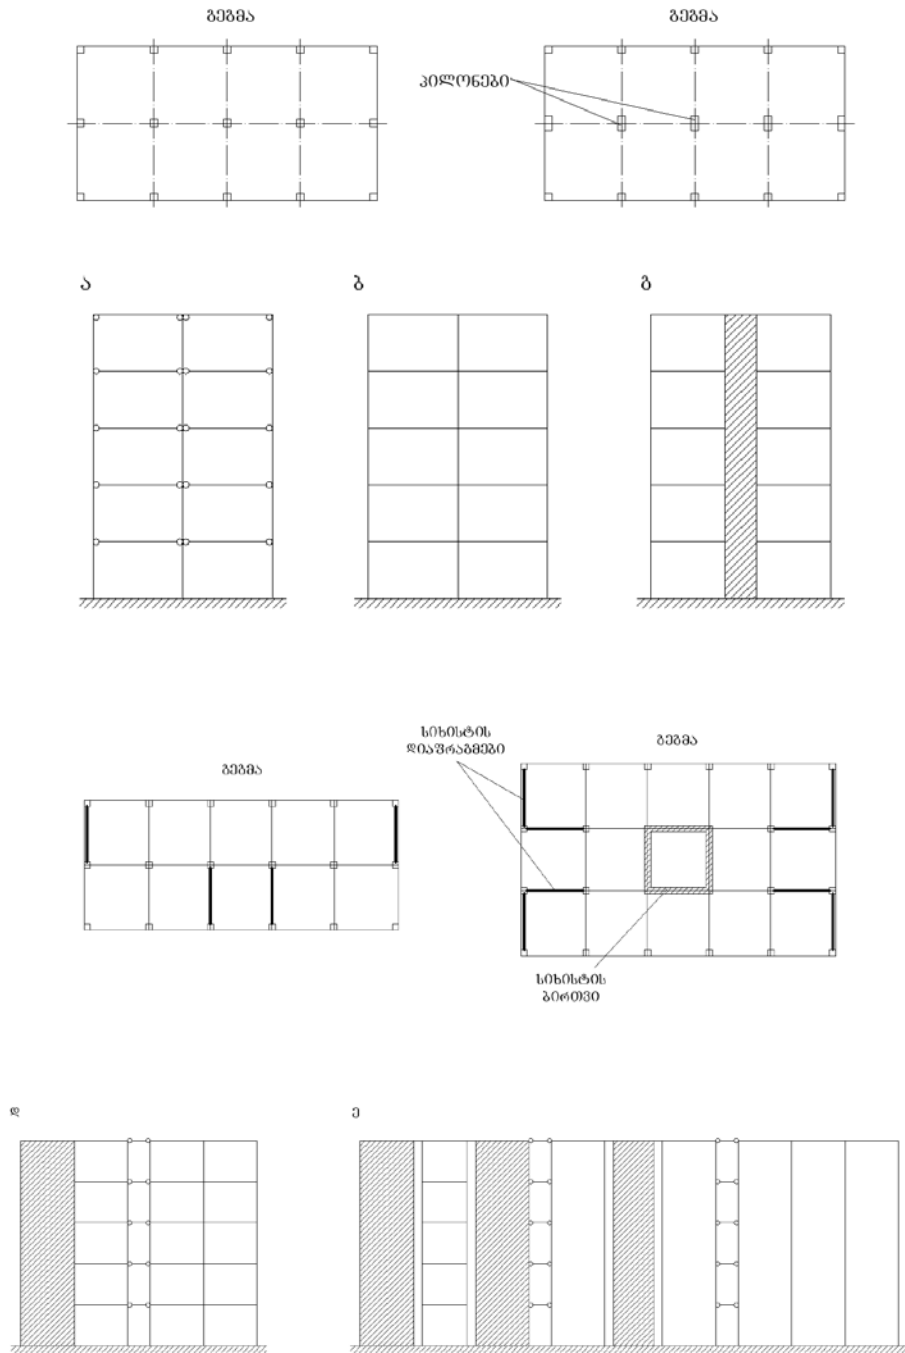 გეგმა
გეგმა
პილონები
ა
ბ
გ
სიხისტის
დიაფრაგმები
გეგმა
გეგმა
სიხისტის
ბირთვი
დ
ე